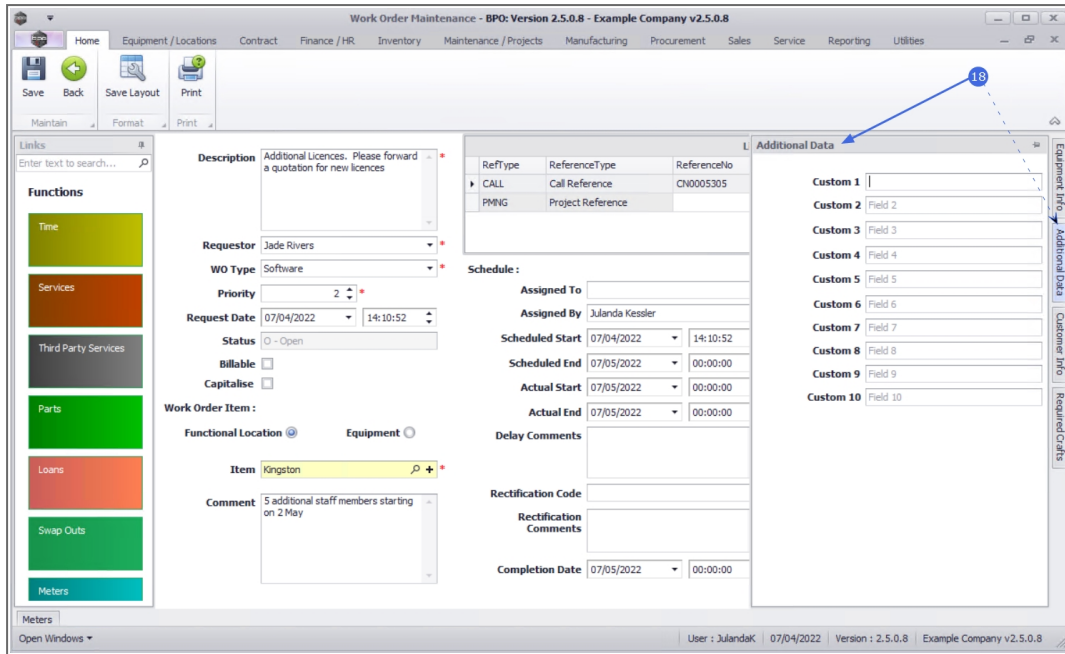 Work Order Maintenance - BPO: Version 2.5.0.8 - Example Company v2.5.0.8
bpo Home Equipment / Locations Contract Finance / HR Inventory Maintenance / Projects Manufacturing Procurement Sales Service Reporting Utilities
Save Back Save Layout Print
Maintain Format Print
18
Links
Enter text to search...
Functions
Time
Services
Third Party Services
Parts
Loans
Swap Outs
Meters
Description Additional Licences. Please forward *
a quotation for new licences
Requestor Jade Rivers *
WO Type Software *
Priority 2 *
Request Date 07/04/2022 14:10:52
Status O - Open
Billable
Capitalise
Work Order Item :
Functional Location Equipment
Item Kingston *
Comment 5 additional staff members starting
on 2 May
RefType ReferenceType ReferenceNo
CALL Call Reference CN0005305
PMNG Project Reference
Schedule :
Assigned To
Assigned By Julanda Kessler
Scheduled Start 07/04/2022 14:10:52
Scheduled End 07/05/2022 00:00:00
Actual Start 07/05/2022 00:00:00
Actual End 07/05/2022 00:00:00
Delay Comments
Rectification Code
Rectification
Comments
Completion Date 07/05/2022 00:00:00
Additional Data
Custom 1
Custom 2 Field 2
Custom 3 Field 3
Custom 4 Field 4
Custom 5 Field 5
Custom 6 Field 6
Custom 7 Field 7
Custom 8 Field 8
Custom 9 Field 9
Custom 10 Field 10
Equipment Info
Additional Data
Customer Info
Required Crafts
Meters
Open Windows User : JulandaK 07/04/2022 Version : 2.5.0.8 Example Company v2.5.0.8